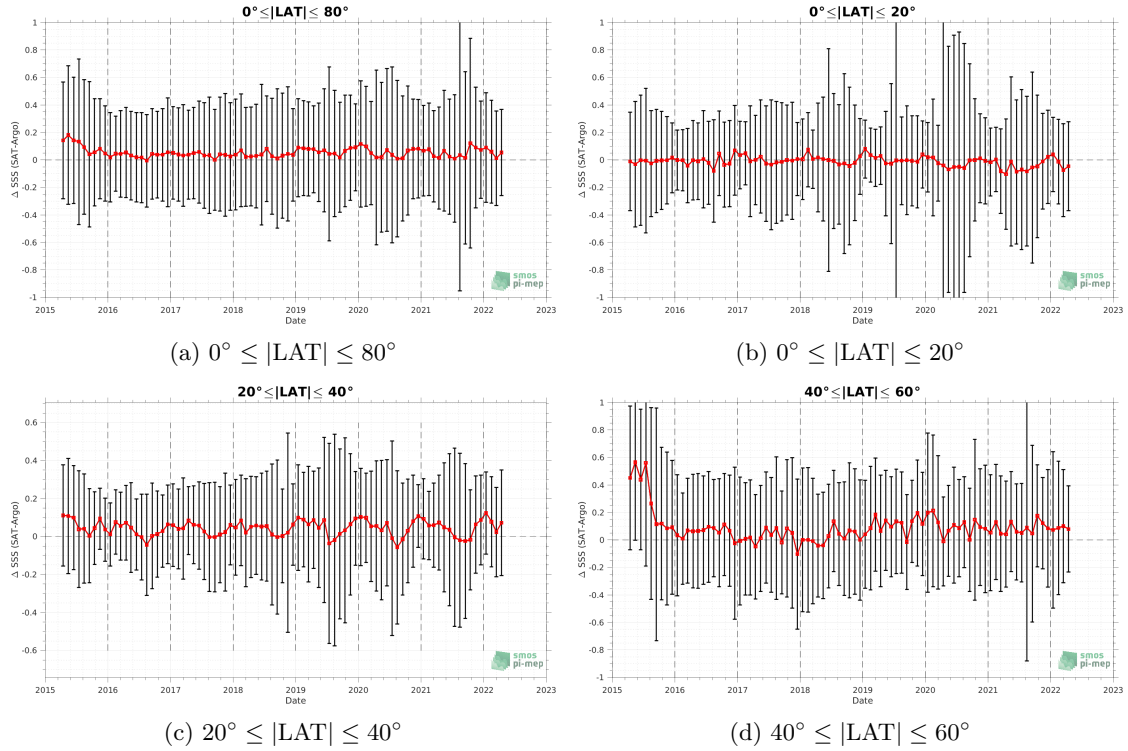 0°≤|LAT|≤ 80°
Δ SSS (SAT-Argo)
1
0.8
0.6
0.4
0.2
0
-0.2
-0.4
-0.6
-0.8
-1
2015 2016 2017 2018 2019 2020 2021 2022 2023
Date
smos
pi-mep
(a) 0° ≤ |LAT| ≤ 80°
0°≤|LAT|≤ 20°
Δ SSS (SAT-Argo)
1
0.8
0.6
0.4
0.2
0
-0.2
-0.4
-0.6
-0.8
-1
2015 2016 2017 2018 2019 2020 2021 2022 2023
Date
smos
pi-mep
(b) 0° ≤ |LAT| ≤ 20°
20°≤|LAT|≤ 40°
Δ SSS (SAT-Argo)
0.6
0.4
0.2
0
-0.2
-0.4
-0.6
2015 2016 2017 2018 2019 2020 2021 2022 2023
Date
smos
pi-mep
(c) 20° ≤ |LAT| ≤ 40°
40°≤|LAT|≤ 60°
Δ SSS (SAT-Argo)
1
0.8
0.6
0.4
0.2
0
-0.2
-0.4
-0.6
-0.8
-1
2015 2016 2017 2018 2019 2020 2021 2022 2023
Date
smos
pi-mep
(d) 40° ≤ |LAT| ≤ 60°